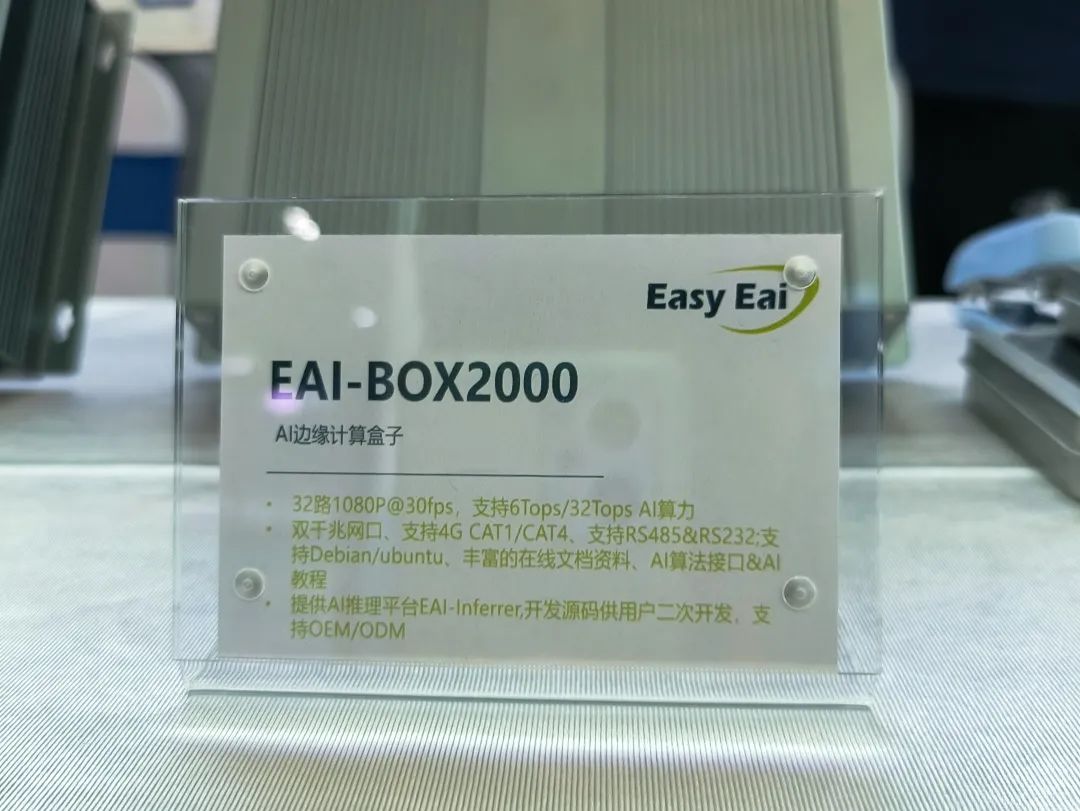 Easy Eai
EAI-BOX2000
AI边缘计算盒子
• 32路1080P@30fps，支持6Tops/32Tops AI算力
• 双千兆网口、支持4G CAT1/CAT4、支持RS485&RS232;支
持Debian/ubuntu、丰富的在线文档资料、AI算法接口&AI
教程
• 提供AI推理平台EAI-Inferrer,开发源码供用户二次开发，支
持OEM/ODM